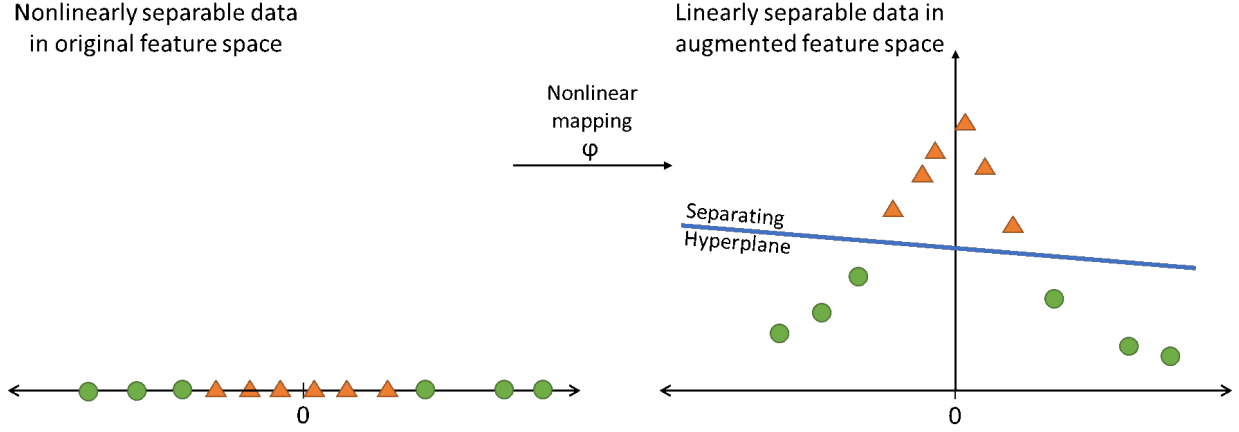 Nonlinearly separable data
in original feature space
0
Nonlinear
mapping
φ
Linearly separable data in
augmented feature space
Separating
Hyperplane
0